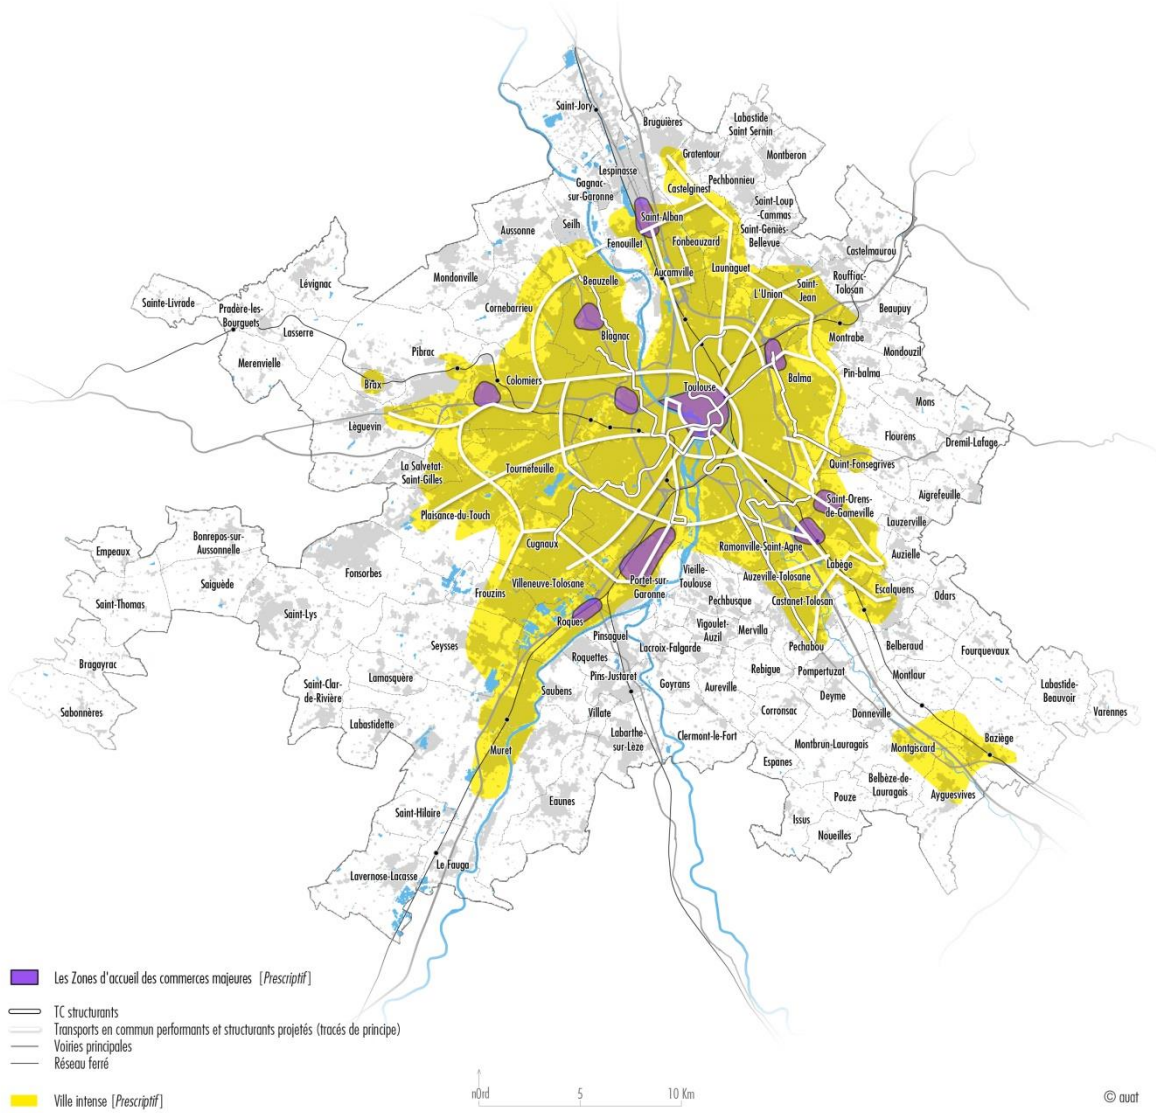 Saint-Jory
Bruguières
Labastide
Saint Sernin
Gratentour
Montberon
Lespinasse
Pechbonnieu
Gagnac-
sur-Garonne
Castelginest
Saint-Loup
-Cammas
Saint-Alban
Seilh
Aussonne
Saint-Geniès-
Bellevue
Fenouillet
Fonbeauzard
Castelmaurou
Mondonville
Beauzelle
Aucamville
Launaguet
Rouffiac-
Tolosan
Lévignac
L'Union
Saint-
Jean
Sainte-Livrade
Pradère-les-
Bourguets
Cornebarrieu
Beaupuy
Lasserre
Blagnac
Montrabe
Mondouzil
Pibrac
Merenvielle
Pin-balma
Balma
Brax
Colomiers
Toulouse
Mons
Lèguevin
Flourens
Dremil-Lafage
La Salvetat-
Saint-Gilles
Tournefeuille
Quint-Fonsegrives
Aigrefeuille
Saint-Orens-
de-Gameville
Plaisance-du-Touch
Lauzerville
Bonrepos-sur-
Aussonnelle
Empeaux
Cugnaux
Ramonville-Saint-Agne
Auzielle
Labège
Fonsorbes
Vieille-
Toulouse
Auzeville-Tolosane
Saiguède
Villeneuve-Tolosane
Portet-sur-
Garonne
Escalquens
Frouzins
Odars
Saint-Thomas
Pechbusque
Castanet-Tolosan
Saint-Lys
Roques
Vigoulet-
Auzil
Mervilla
Pinsaguel
Seysses
Lacroix-Falgarde
Pechabou
Belberaud
Fourquevaux
Roquettes
Bragayrac
Rebigue
Pompertuzat
Montlaur
Lamasquère
Pins-Justaret
Goyrans
Aureville
Saint-Clar-
de-Rivière
Saubens
Deyme
Labastide-
Beauvoir
Sabonnères
Villate
Corronsac
Donneville
Varennes
Labastidette
Labarthe-
sur-Lèze
Clermont-le-Fort
Baziège
Muret
Montbrun-Lauragais
Montgiscard
Espanes
Belbèze-de-
Lauragais
Pouze
Ayguesvives
Eaunes
Saint-Hilaire
Issus
Noueilles
Le Fauga
Lavernose-Lacasse
Les Zones d'accueil des commerces majeures [Prescriptif]
TC structurants
Transports en commun performants et structurants projetés (tracés de principe)
Voiries principales
Réseau ferré
n0rd 5 10 Km
Ville intense [Prescriptif]
© auat